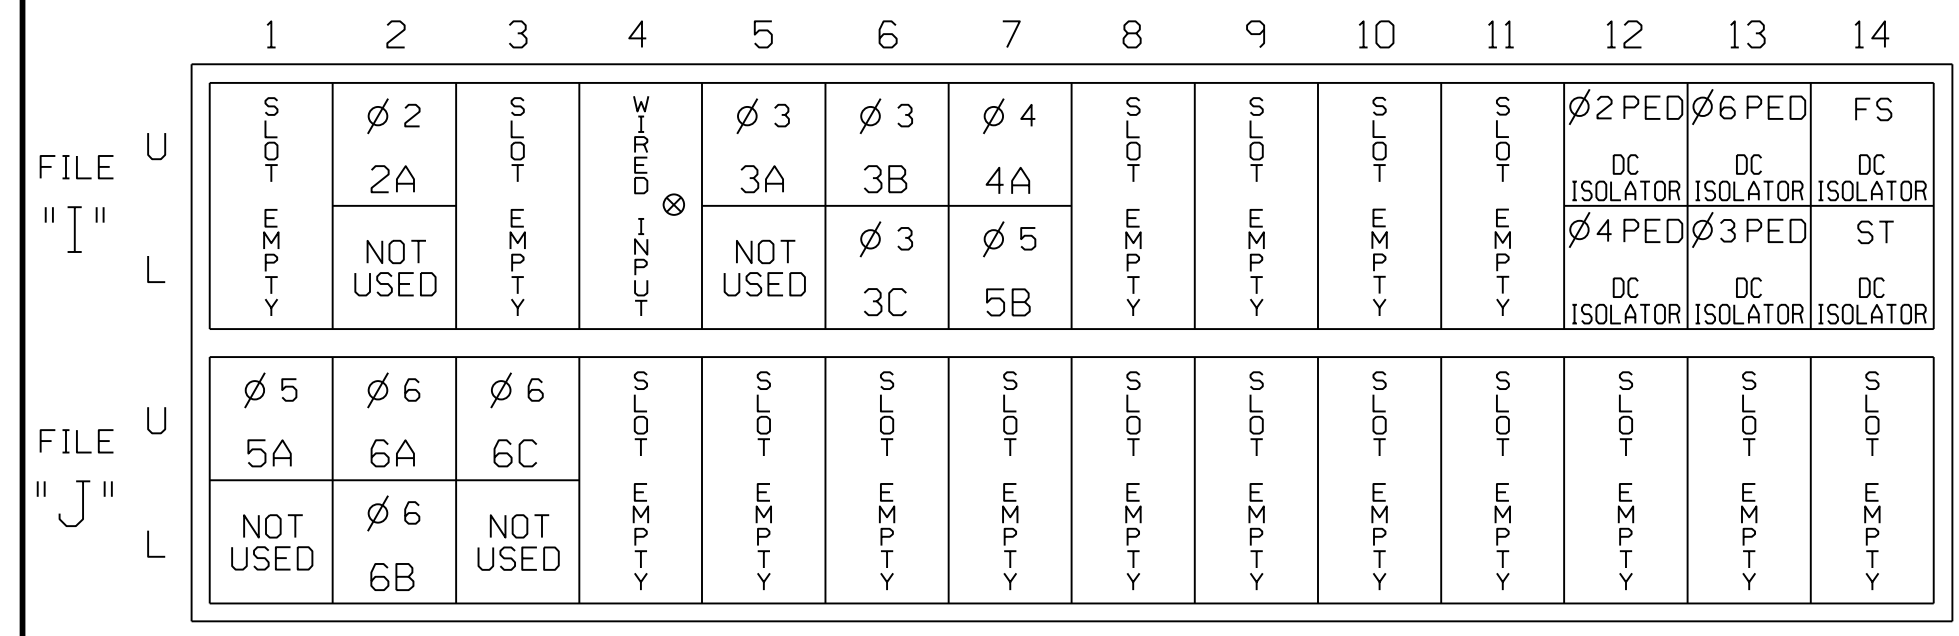 1 2 3 4 5 6 7 8 9 10 11 12 13 14
FILE "I"
U
L
SLOT EMPTY
Ø 2
2A
NOT USED
SLOT EMPTY
WIRED INPUT
Ø 3
3A
NOT USED
Ø 3
3B
Ø 3
3C
Ø 4
4A
Ø 5
5B
SLOT EMPTY
SLOT EMPTY
SLOT EMPTY
SLOT EMPTY
Ø2 PED
DC
ISOLATOR
Ø4 PED
DC
ISOLATOR
Ø6 PED
DC
ISOLATOR
Ø3 PED
DC
ISOLATOR
FS
DC
ISOLATOR
ST
DC
ISOLATOR
FILE "J"
U
L
Ø 5
5A
NOT USED
Ø 6
6A
Ø 6
6B
Ø 6
6C
NOT USED
SLOT EMPTY
SLOT EMPTY
SLOT EMPTY
SLOT EMPTY
SLOT EMPTY
SLOT EMPTY
SLOT EMPTY
SLOT EMPTY
SLOT EMPTY
SLOT EMPTY
SLOT EMPTY